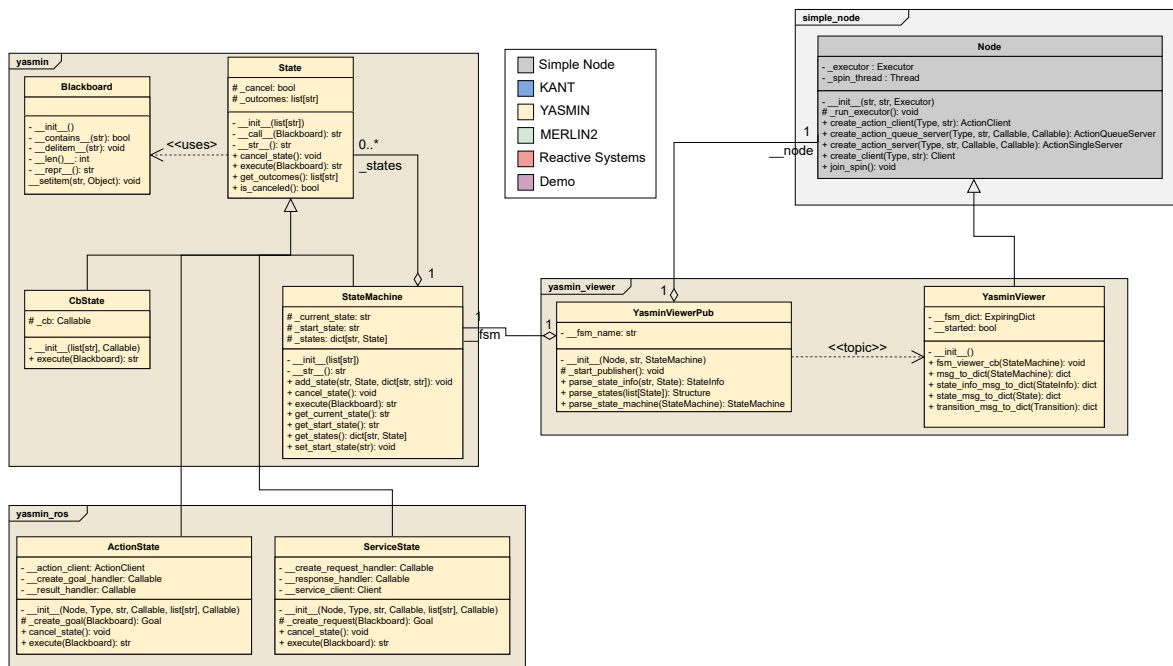 simple_node
Node
- _executor : Executor
- _spin_thread : Thread
- __init__(str, str, Executor)
# _run_executor(): void
+ create_action_client(Type, str): ActionClient
+ create_action_queue_server(Type, str, Callable, Callable): ActionQueueServer
+ create_action_server(Type, str, Callable, Callable): ActionSingleServer
+ create_client(Type, str): Client
+ join_spin(): void
yasmin
Blackboard
- __init__()
- __contains__(str): bool
- __delitem__(str): void
- __len()__: int
- __repr__(): str
__setitem(str, Object): void
<<uses>>
State
# _cancel: bool
# _outcomes: list[str]
- __init__(list[str])
- __call__(Blackboard): str
- __str__(): str
+ cancel_state(): void
+ execute(Blackboard): str
+ get_outcomes(): list[str]
+ is_canceled(): bool
0..*
_states
1
Simple Node
KANT
YASMIN
MERLIN2
Reactive Systems
Demo
1
__node
CbState
# _cb: Callable
- __init__(list[str], Callable)
+ execute(Blackboard): str
StateMachine
# _current_state: str
# _start_state: str
# _states: dict[str, State]
- __init__(list[str])
- __str__(): str
+ add_state(str, State, dict[str, str]): void
+ cancel_state(): void
+ execute(Blackboard): str
+ get_current_state(): str
+ get_start_state(): str
+ get_states(): dict[str, State]
+ set_start_state(str): void
1
__fsm
1
yasmin_viewer
1
YasminViewerPub
- __fsm_name: str
- __init__(Node, str, StateMachine)
# _start_publisher(): void
+ parse_state_info(str, State): StateInfo
+ parse_states(list[State]): Structure
+ parse_state_machine(StateMachine): StateMachine
<<topic>>
YasminViewer
- __fsm_dict: ExpiringDict
- __started: bool
- __init__()
+ fsm_viewer_cb(StateMachine): void
+ msg_to_dict(StateMachine): dict
+ state_info_msg_to_dict(StateInfo): dict
+ state_msg_to_dict(State): dict
+ transition_msg_to_dict(Transition): dict
yasmin_ros
ActionState
- __action_client: ActionClient
- __create_goal_handler: Callable
- __result_handler: Callable
- __init__(Node, Type, str, Callable, list[str], Callable)
# _create_goal(Blackboard): Goal
+ cancel_state(): void
+ execute(Blackboard): str
ServiceState
- __create_request_handler: Callable
- __response_handler: Callable
- __service_client: Client
- __init__(Node, Type, str, Callable, list[str], Callable)
# _create_request(Blackboard): Goal
+ cancel_state(): void
+ execute(Blackboard): str